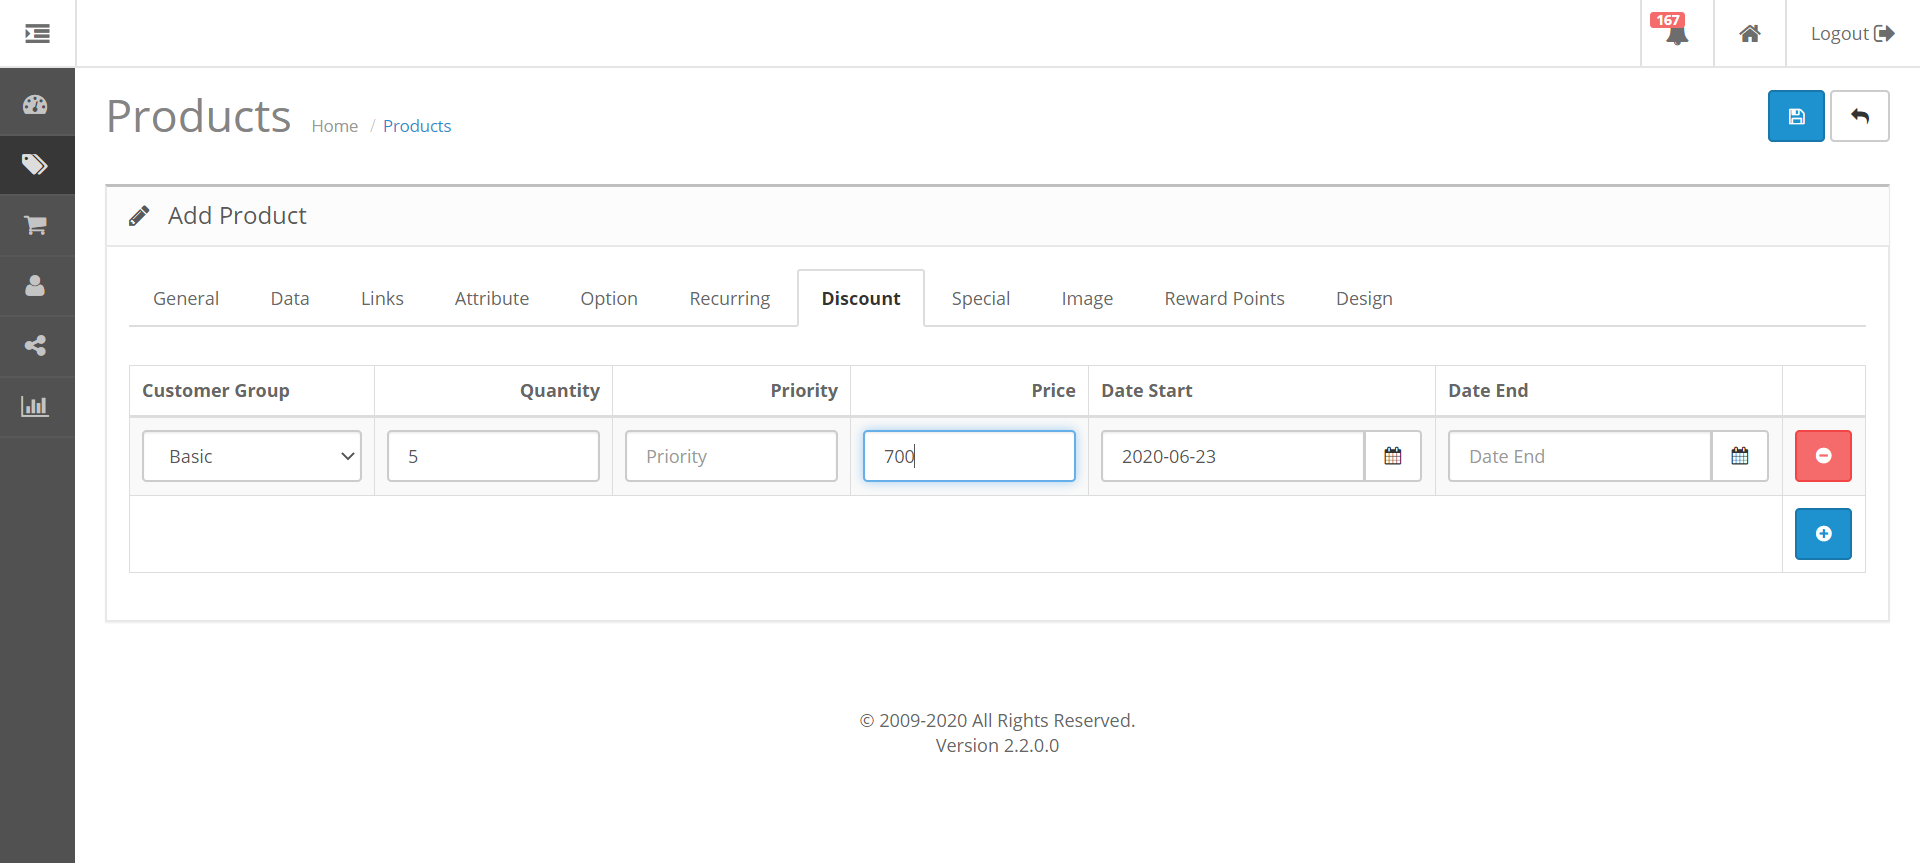 167
Logout
Products Home / Products
Add Product
General Data Links Attribute Option Recurring Discount Special Image Reward Points Design
Customer Group Quantity Priority Price Date Start Date End
Basic 5 Priority 700 2020-06-23 Date End
© 2009-2020 All Rights Reserved.
Version 2.2.0.0